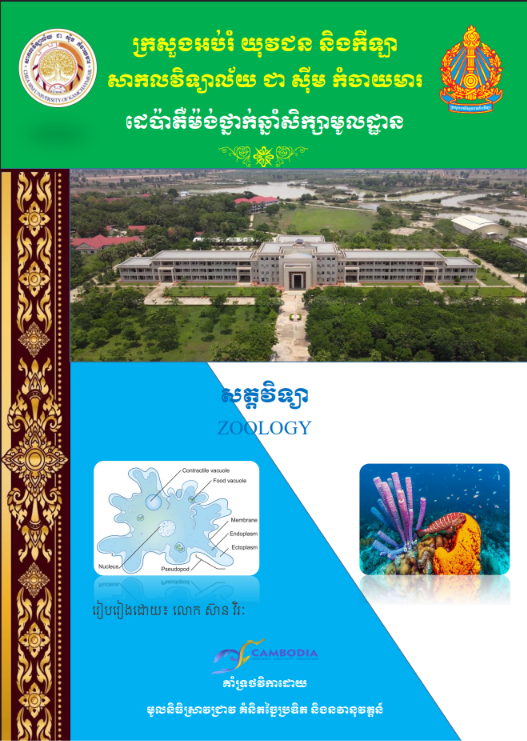 ក្រសួងអប់រំ យុវជន និងកីឡា
សាកលវិទ្យាល័យ ជា ស៊ីម កំចាយមារ
ដេប៉ាតឺម៉ង់ថ្នាក់ឆ្នាំសិក្សាមូលដ្ឋាន
សត្តវិទ្យា
ZOOLOGY
Contractile vacuole
Food vacuole
Membrane
Endoplasm
Ectoplasm
Nucleus
Pseudopod
រៀបរៀងដោយ៖ លោក ស៊ាន វីរៈ
CAMBODIA
គាំទ្រថវិកាដោយ
មូលនិធិស្រាវជ្រាវ គំនិតច្នៃប្រឌិត និងនវានុវត្តន៍